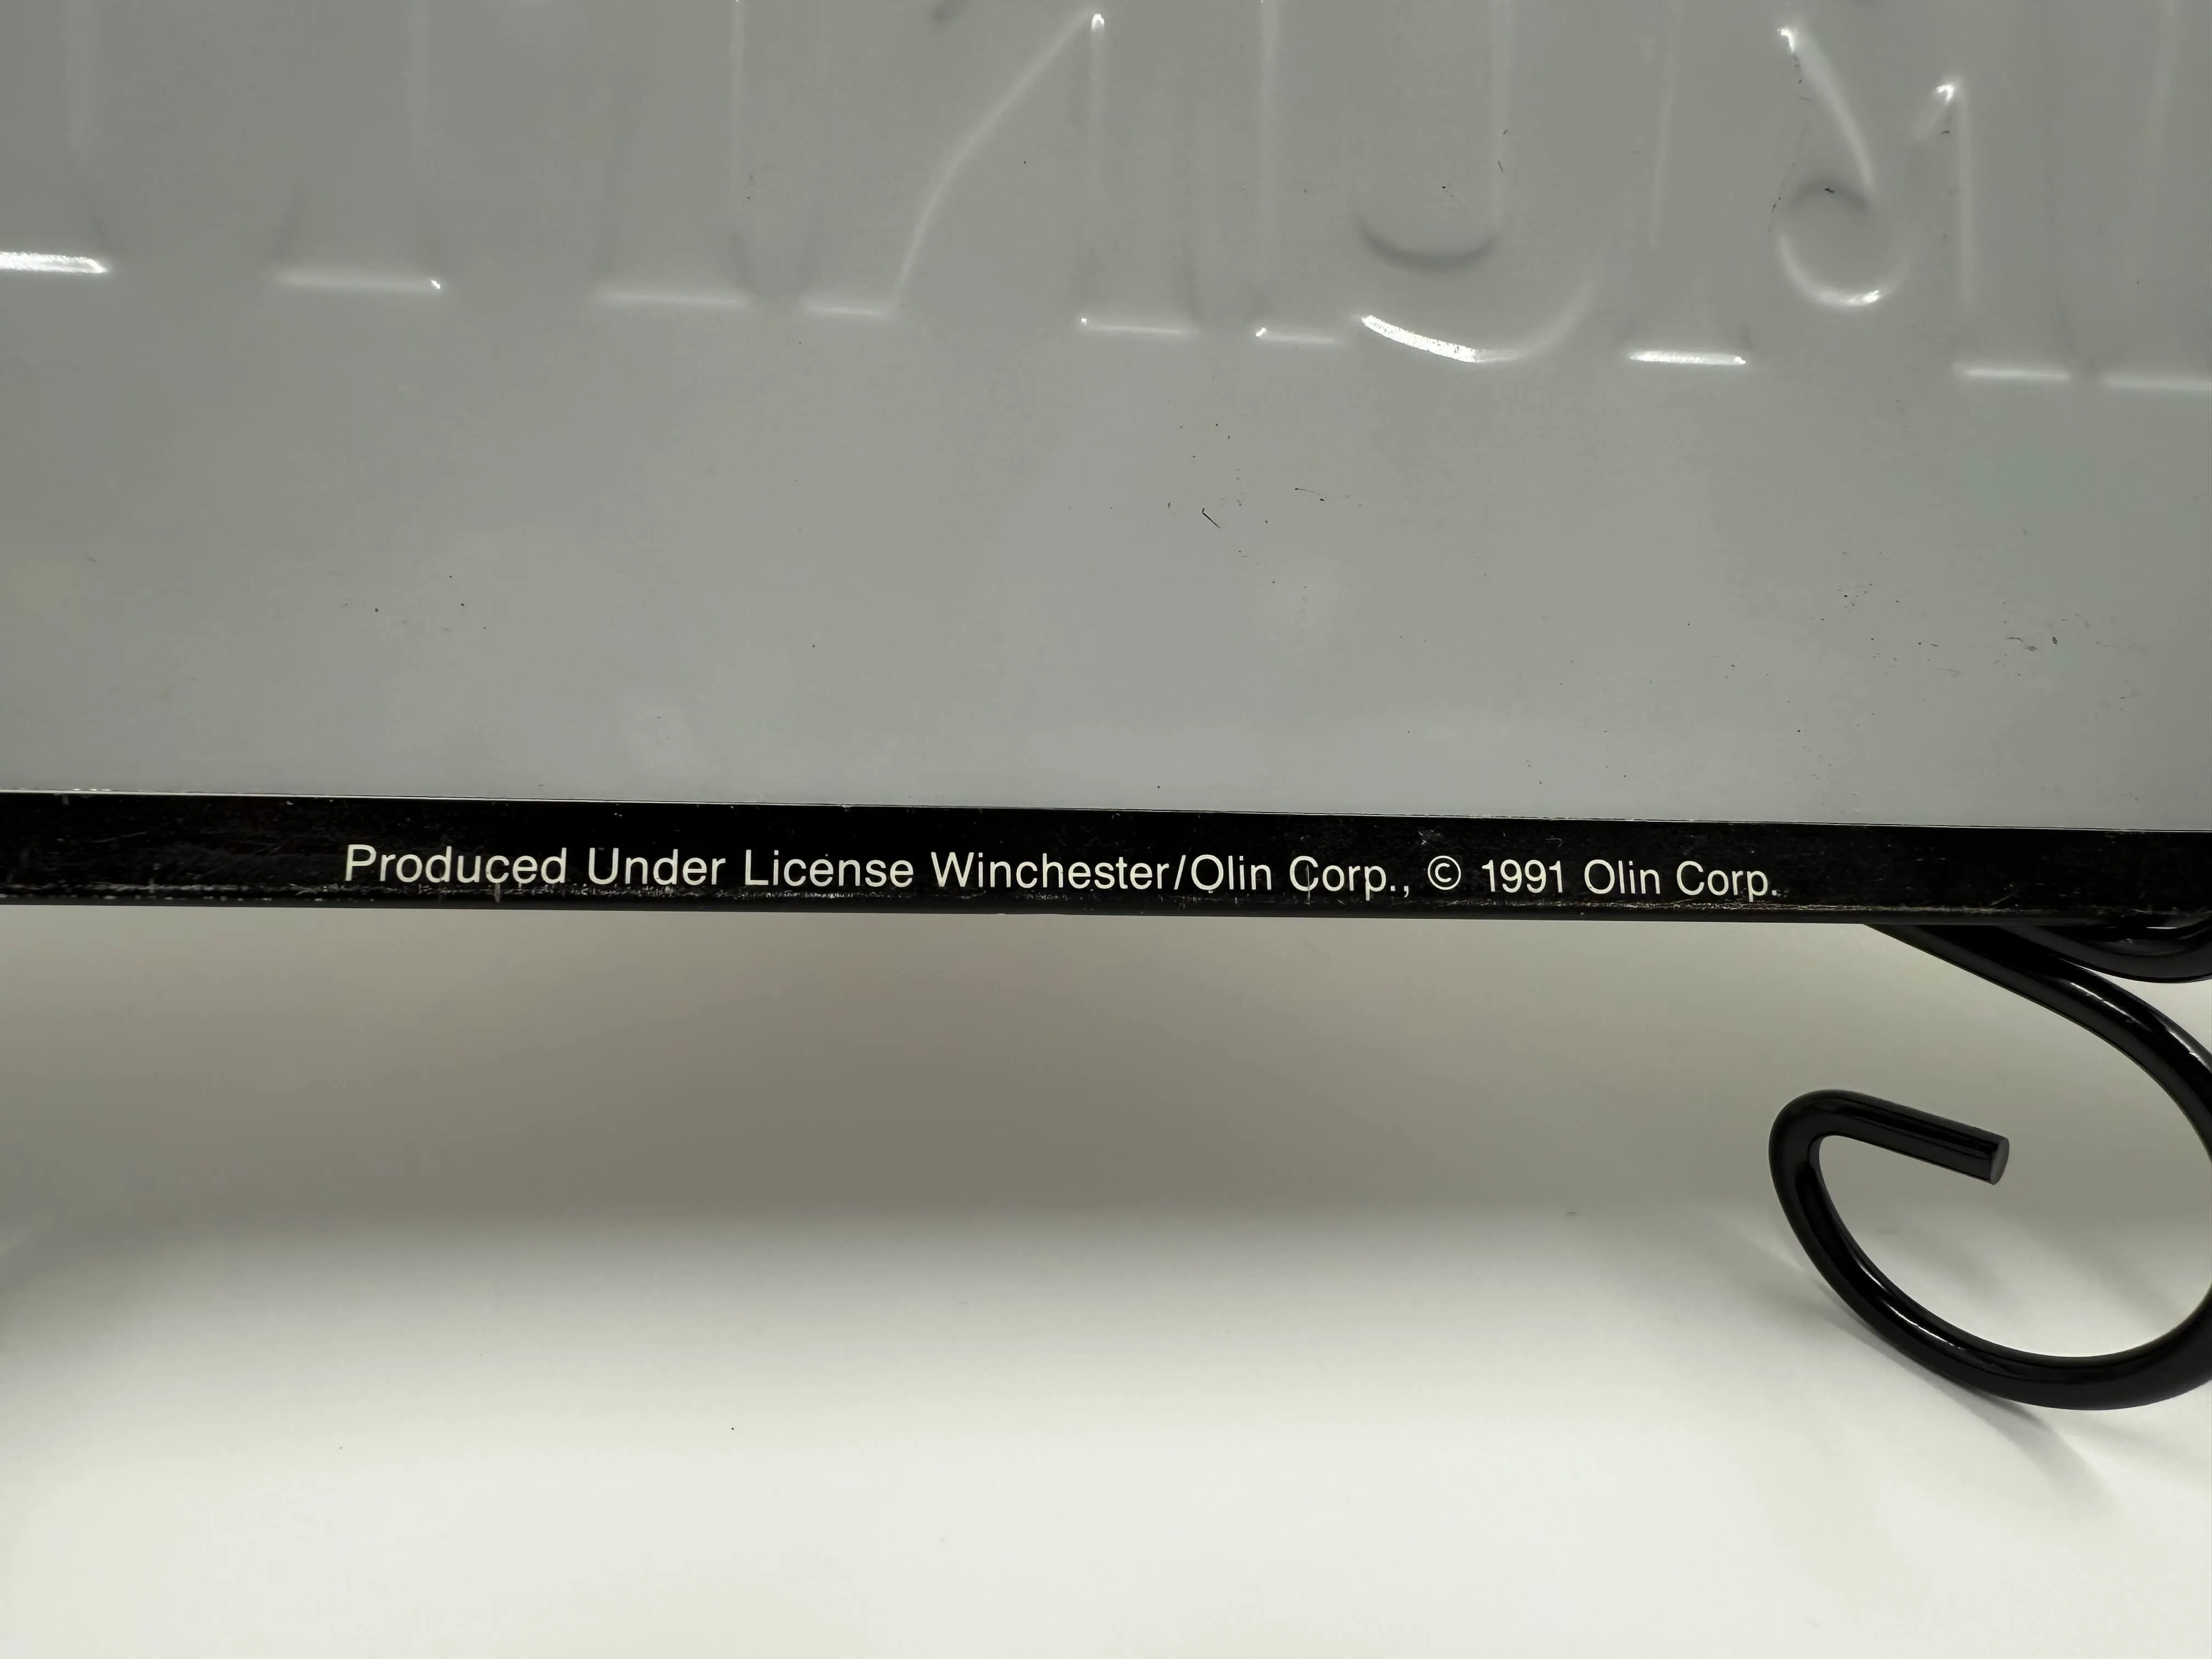 Produced Under License Winchester/Olin Corp., © 1991 Olin Corp.